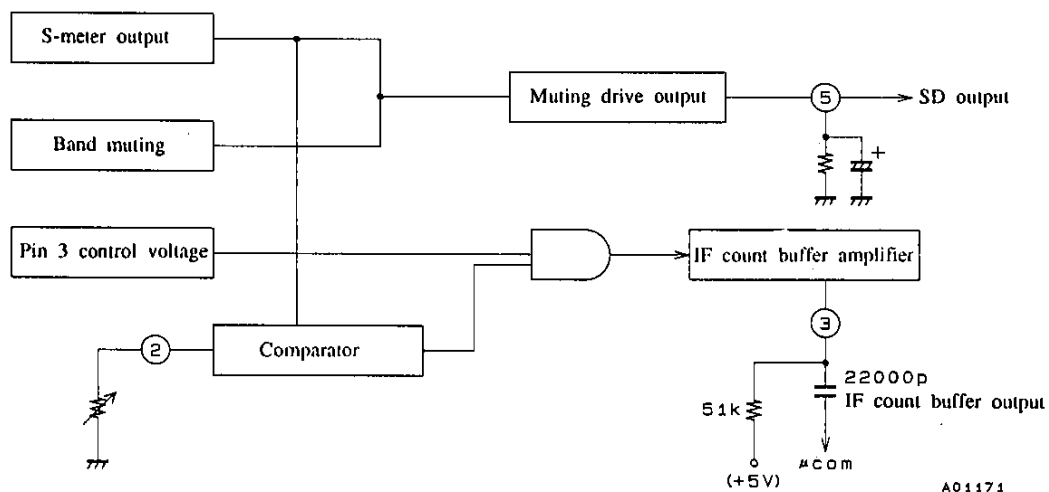 S-meter output
Band muting
Muting drive output
5
SD output
+
Pin 3 control voltage
IF count buffer amplifier
3
2
Comparator
22000p
IF count buffer output
51k
μcom
(+5V)
A01171